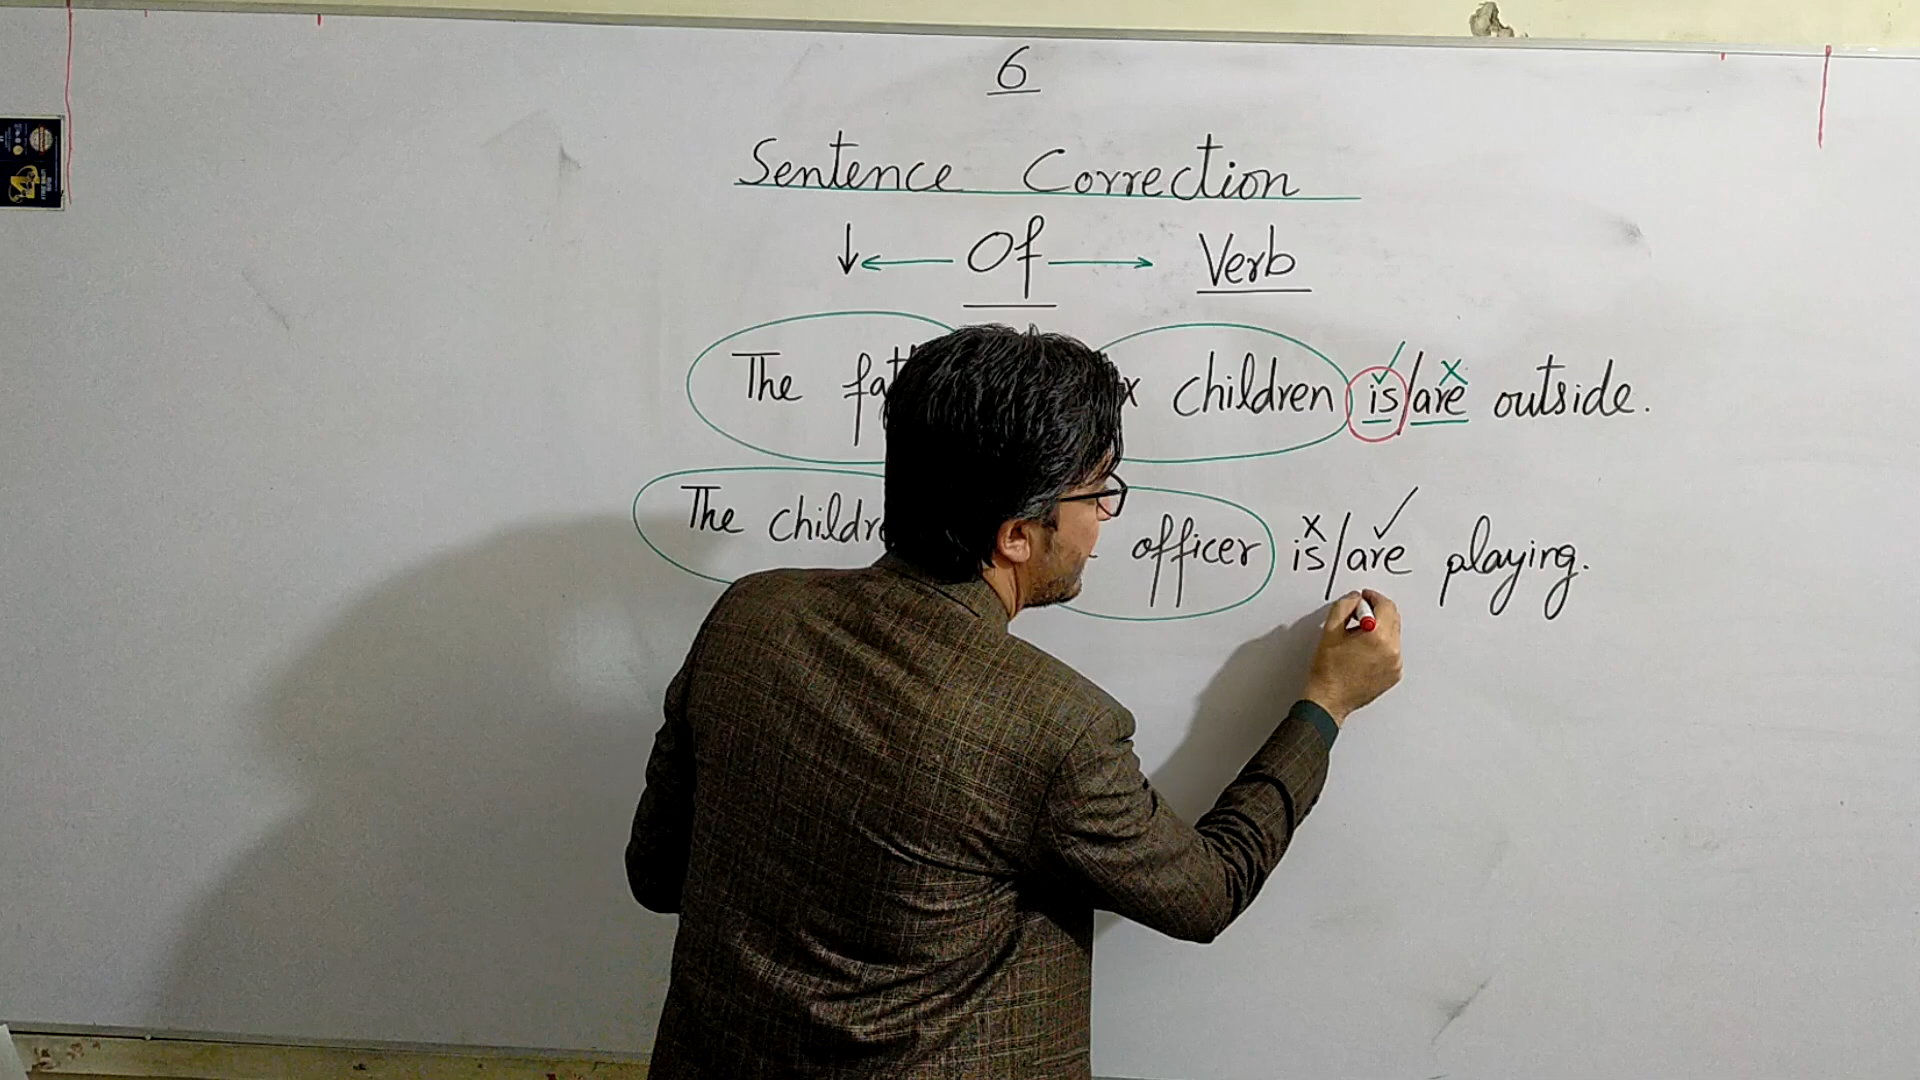 6
Sentence Correction
↓ ← Of → Verb
The children is/are outside.
The officer is/are playing.